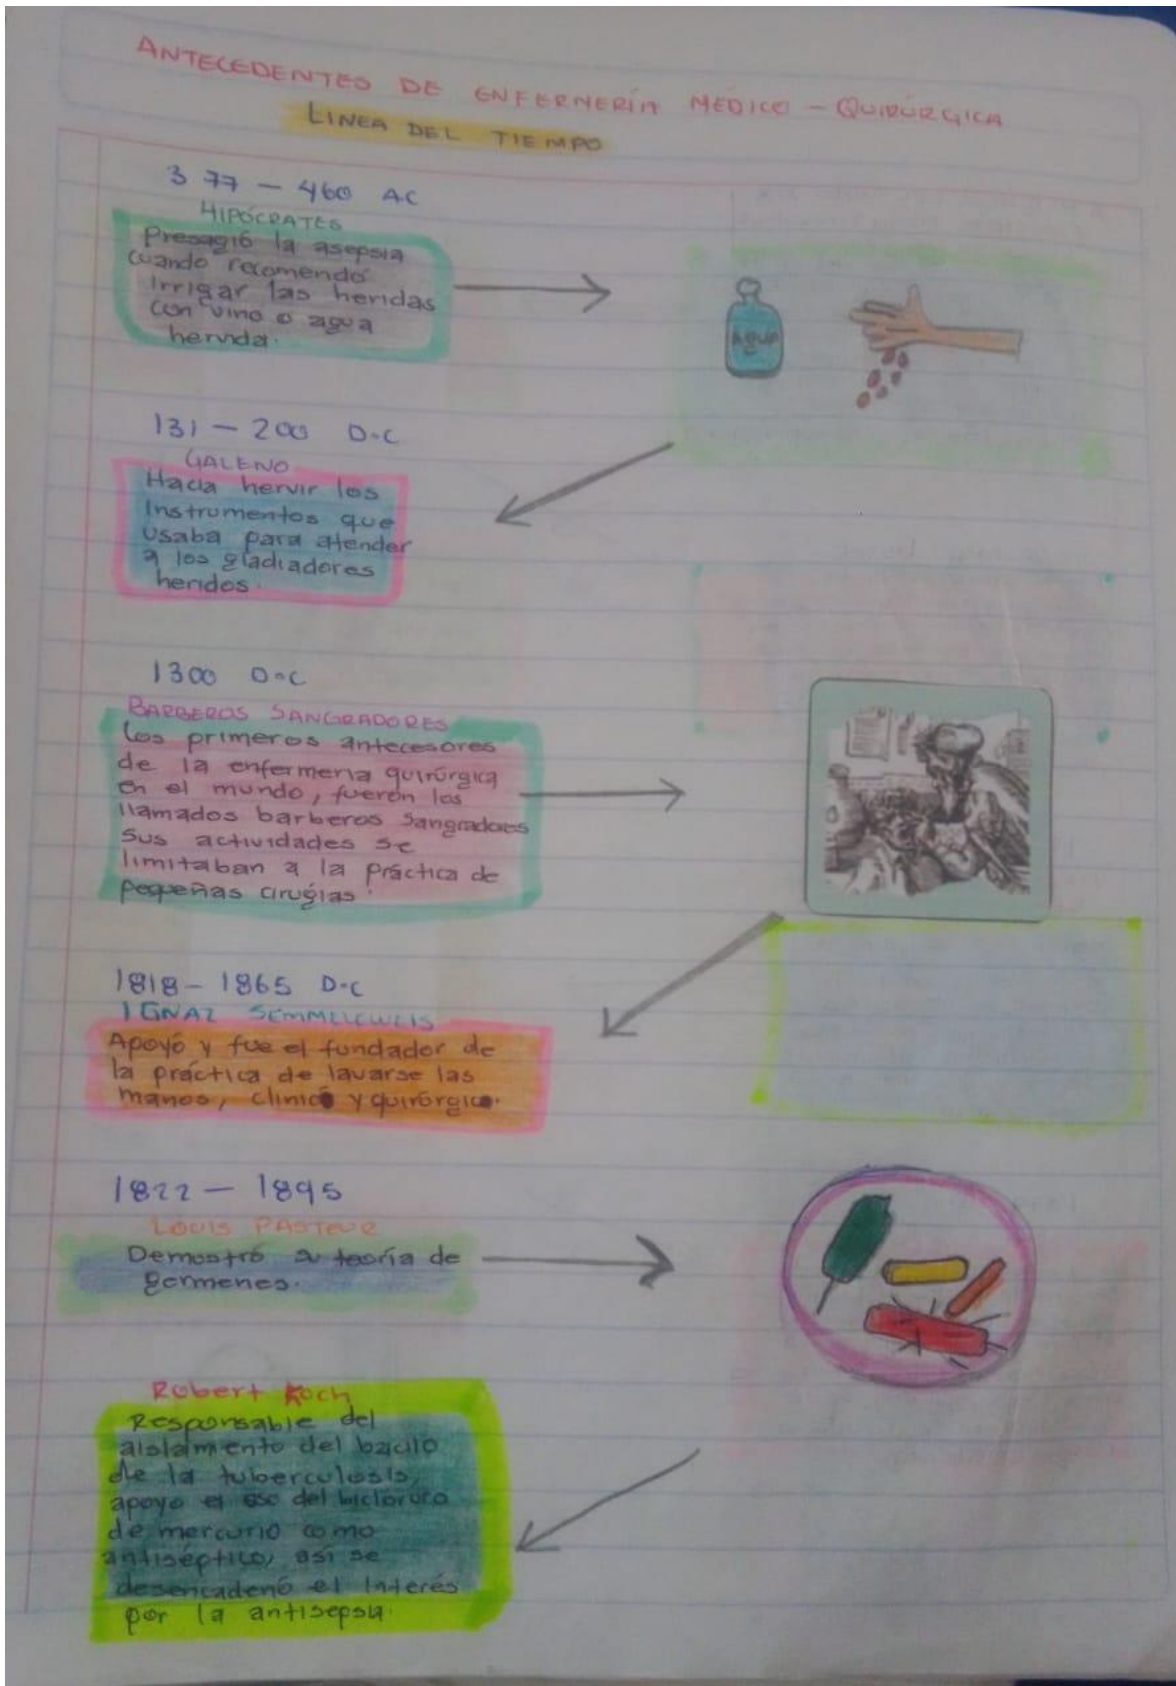 ANTECEDENTES DE ENFERNERÍA MÉDICO - QUIRÚRGICA
LINEA DEL TIEMPO
377 - 460 AC
HIPÓCRATES
Presagió la asepsia
cuando recomendó
irrigar las heridas
con vino o agua
hervida.
AGUA
131 - 200 D.C
GALENO
Hacia hervir los
Instrumentos que
usaba para atender
a los gladiadores
heridos.
1300 D.C
BARBEROS SANGRADORES
Los primeros antecesores
de la enfermeria quirúrgica
en el mundo, fueron los
llamados barberos sangradores
sus actividades se
limitaban a la práctica de
pequeñas cirugías.
1818 - 1865 D.C
IGNAZ SEMMELEWEIS
Apoyó y fue el fundador de
la práctica de lavarse las
manos, clinico y quirúrgico.
1822 - 1895
LOUIS PASTEUR
Demostró teoría de
germenes.
Robert Koch
Responsable del
aislamiento del bacilo
de la tuberculosis,
apoyo el uso del bicloruro
de mercurio como
antiséptico, así se
desencadenó el interés
por la antisepsia.